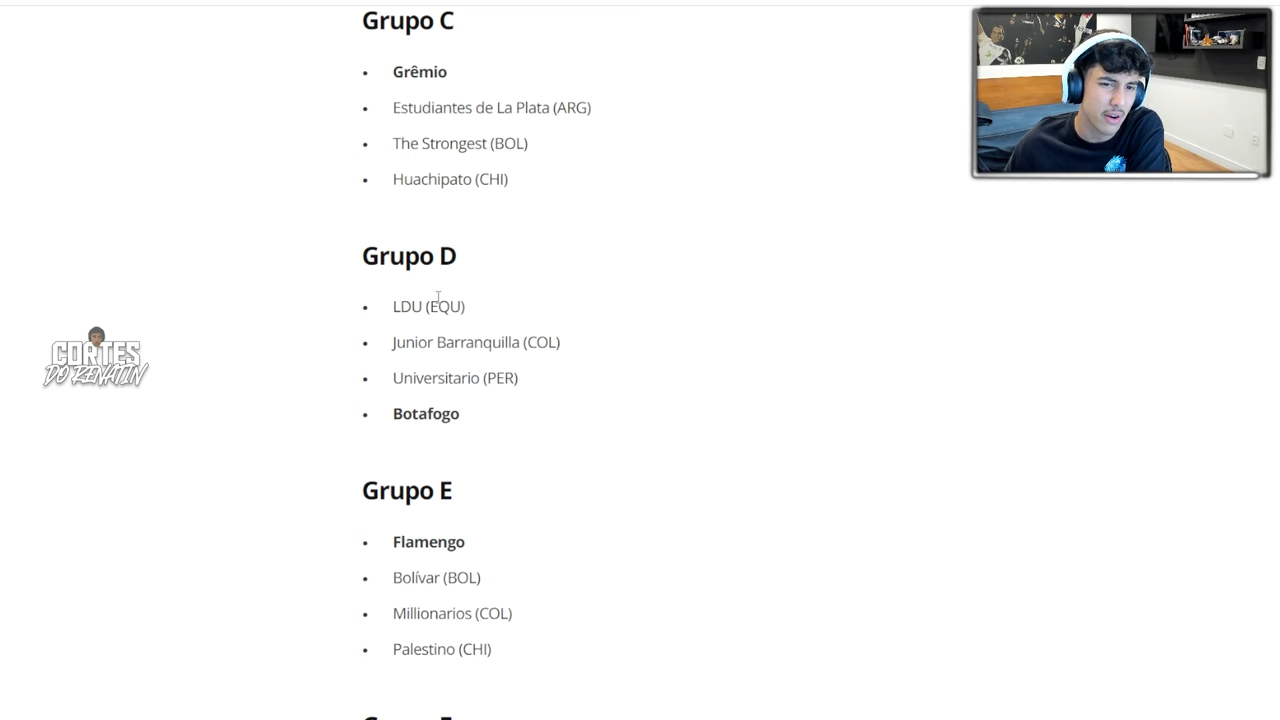 Grupo C
• Grêmio
• Estudiantes de La Plata (ARG)
• The Strongest (BOL)
• Huachipato (CHI)
Grupo D
• LDU (EQU)
• Junior Barranquilla (COL)
• Universitario (PER)
• Botafogo
CORTES
DO RENATIN
Grupo E
• Flamengo
• Bolívar (BOL)
• Millionarios (COL)
• Palestino (CHI)